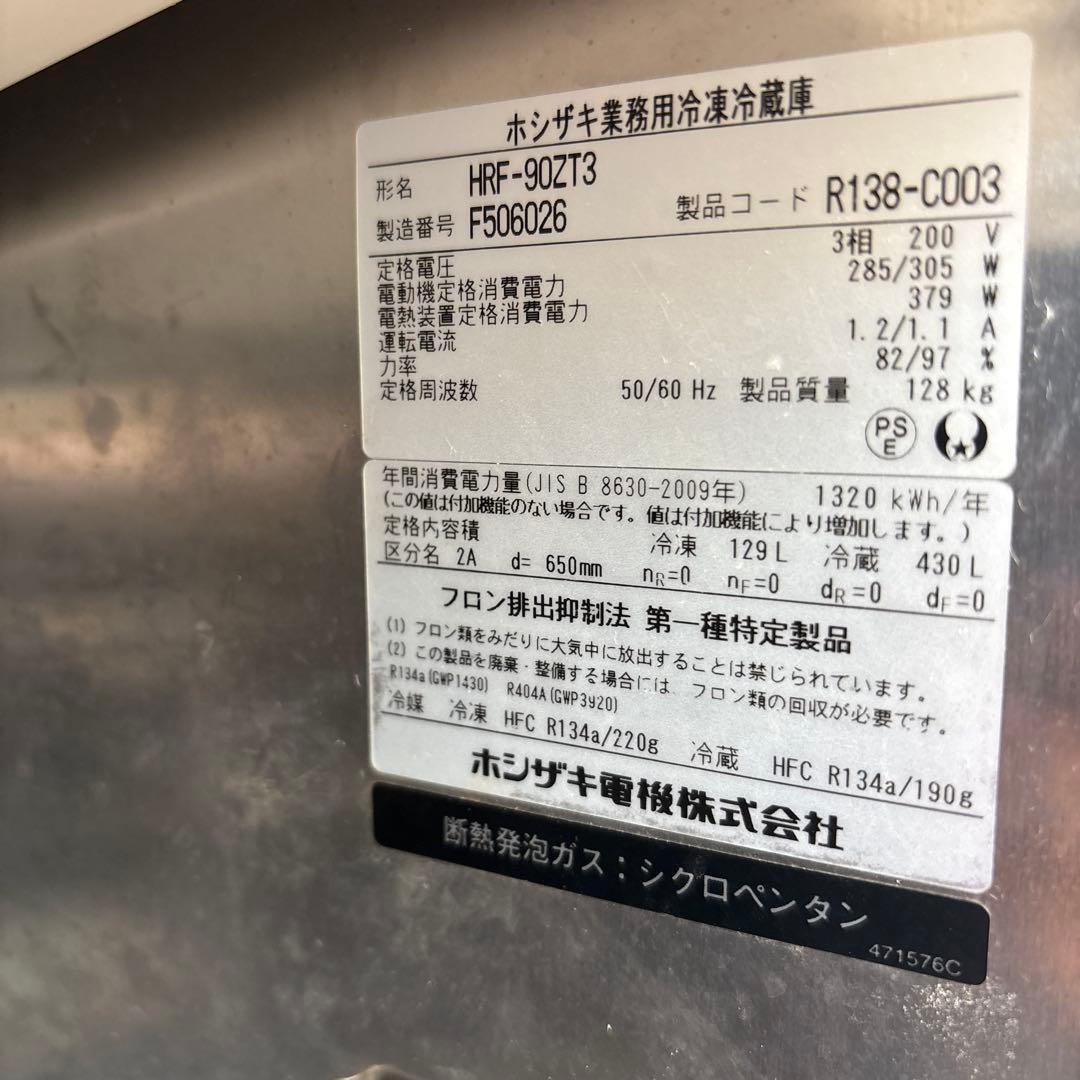 ホシザキ業務用冷凍冷蔵庫
形名 HRF-90ZT3
製造番号 F506026 製品コード R138-C003
定格電圧 3相 200 V
電動機定格消費電力 285/305 W
電熱装置定格消費電力 379 W
運転電流 1.2/1.1 A
力率 82/97 %
定格周波数 50/60 Hz 製品質量 128 kg
PS
E
年間消費電力量(JIS B 8630-2009年) 1320 kWh/年
(この値は付加機能のない場合です。値は付加機能により増加します。)
定格内容積 冷凍 129L 冷蔵 430L
区分名 2A d= 650mm nR=0 nF=0 dR=0 dF=0
フロン排出抑制法 第一種特定製品
(1) フロン類をみだりに大気中に放出することは禁じられています。
(2) この製品を廃棄・整備する場合には、フロン類の回収が必要です。
R134a(GWP1430) R404A(GWP3920)
冷媒 冷凍 HFC R134a/220g 冷蔵 HFC R134a/190g
ホシザキ電機株式会社
断熱発泡ガス：シクロペンタン
471576C